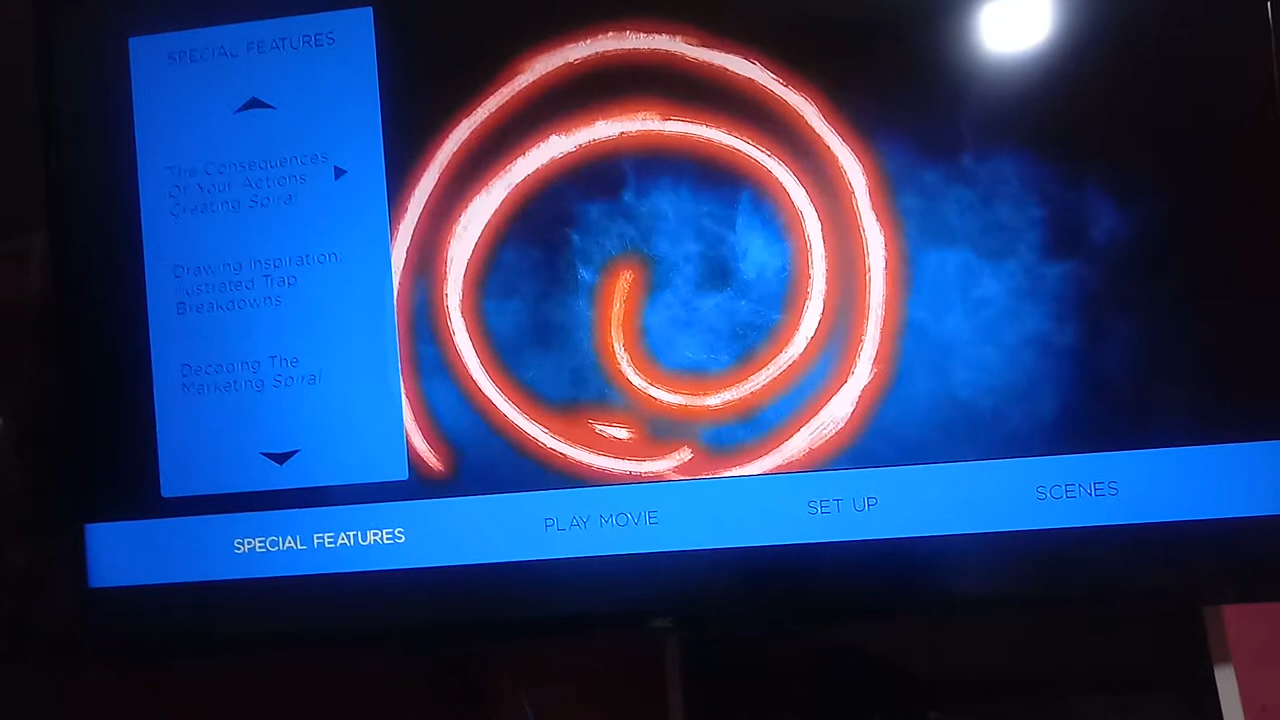 SPECIAL FEATURES
The Consequences
Of Your Actions
Creating Spiral
Drawing Inspiration:
Illustrated Trap
Breakdowns
Decoding The
Marketing Spiral
SPECIAL FEATURES
PLAY MOVIE
SET UP
SCENES